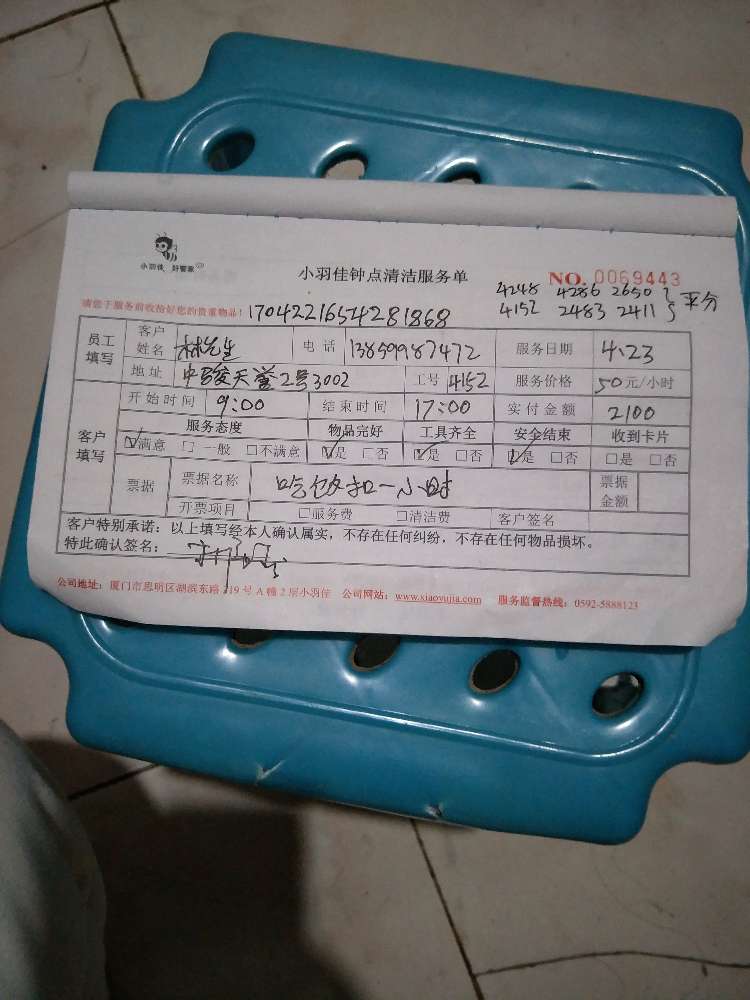 小羽佳 好管家
小羽佳钟点清洁服务单
NO. 0069443
4248 4286 2650
4152 2483 2411 平分
请您于服务前收拾好您的贵重物品! 17042216542818​68
员工填写 客户姓名 林先生 电话 13859987472 服务日期 4.23
地址 中骏天誉2号3002 工号 4152 服务价格 50元/小时
客户填写 开始时间 9:00 结束时间 17:00 实付金额 2100
服务态度 物品完好 工具齐全 安全结束 收到卡片
☑满意 □一般 □不满意 ☑是 □否 ☑是 □否 ☑是 □否 □是 □否
票据 票据名称 吃饭扣一小时 票据金额
开票项目 □服务费 □清洁费 客户签名
客户特别承诺:以上填写经本人确认属实,不存在任何纠纷,不存在任何物品损坏。
特此确认签名:
公司地址:厦门市思明区湖滨东路319号A幢2层小羽佳 公司网站:www.xiaoyujia.com 服务监督热线:0592-5888123